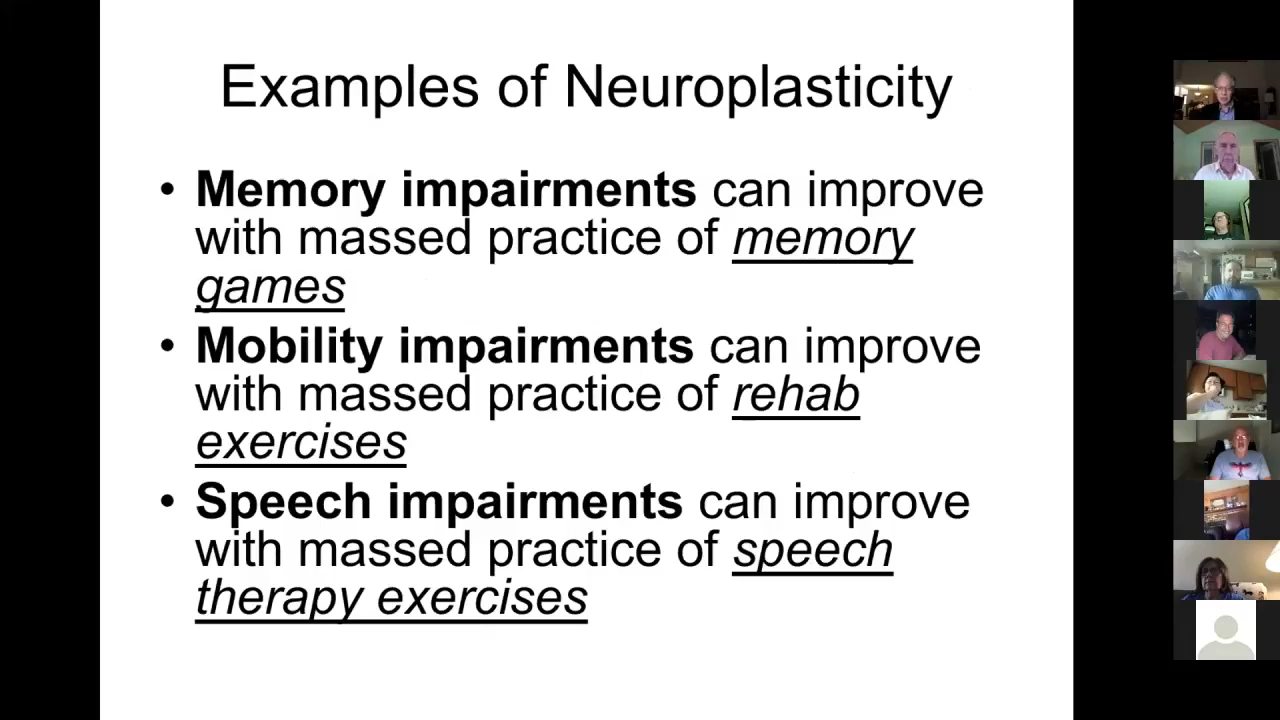 Examples of Neuroplasticity
• Memory impairments can improve
with massed practice of memory
games
• Mobility impairments can improve
with massed practice of rehab
exercises
• Speech impairments can improve
with massed practice of speech
therapy exercises